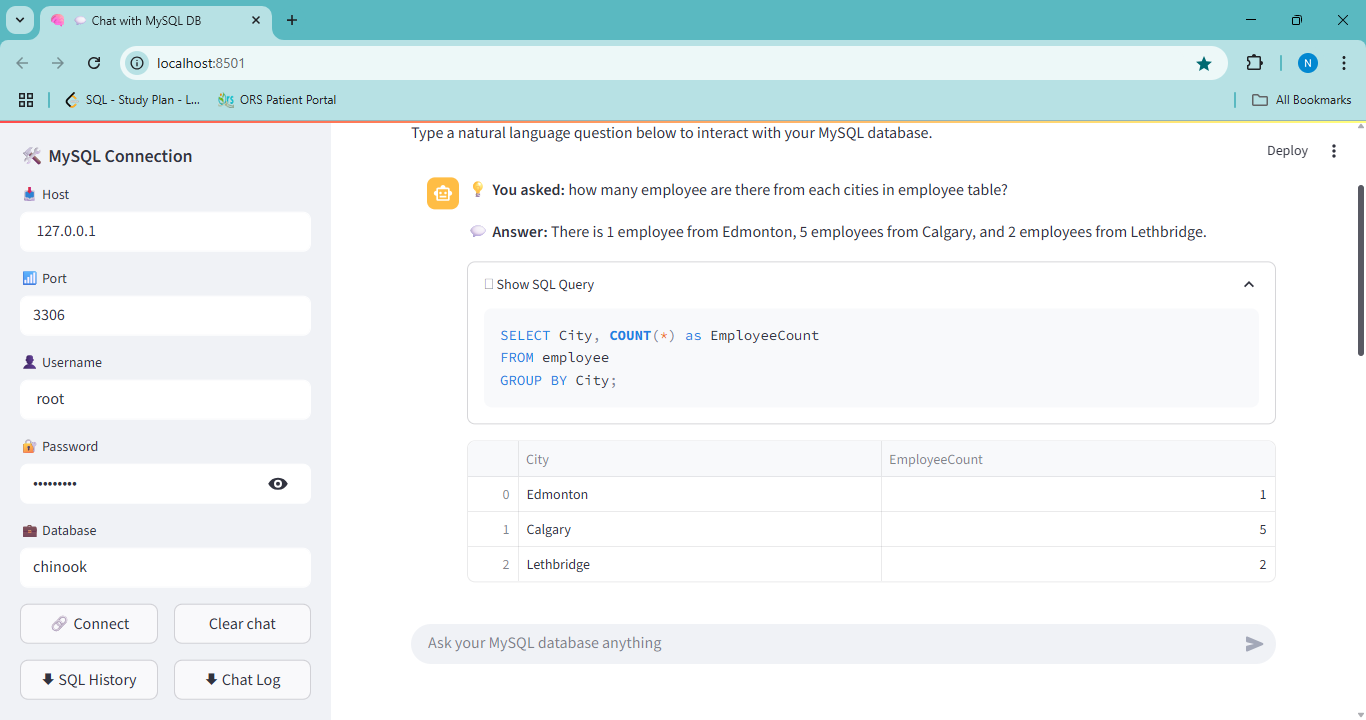 Chat with MySQL DB
localhost:8501
N
SQL - Study Plan - L...
ORS Patient Portal
All Bookmarks
MySQL Connection
Host
127.0.0.1
Port
3306
Username
root
Password
•••••••••
Database
chinook
Connect
Clear chat
SQL History
Chat Log
Type a natural language question below to interact with your MySQL database.
Deploy
You asked: how many employee are there from each cities in employee table?
Answer: There is 1 employee from Edmonton, 5 employees from Calgary, and 2 employees from Lethbridge.
Show SQL Query
SELECT City, COUNT(*) as EmployeeCount
FROM employee
GROUP BY City;
City EmployeeCount
0 Edmonton 1
1 Calgary 5
2 Lethbridge 2
Ask your MySQL database anything